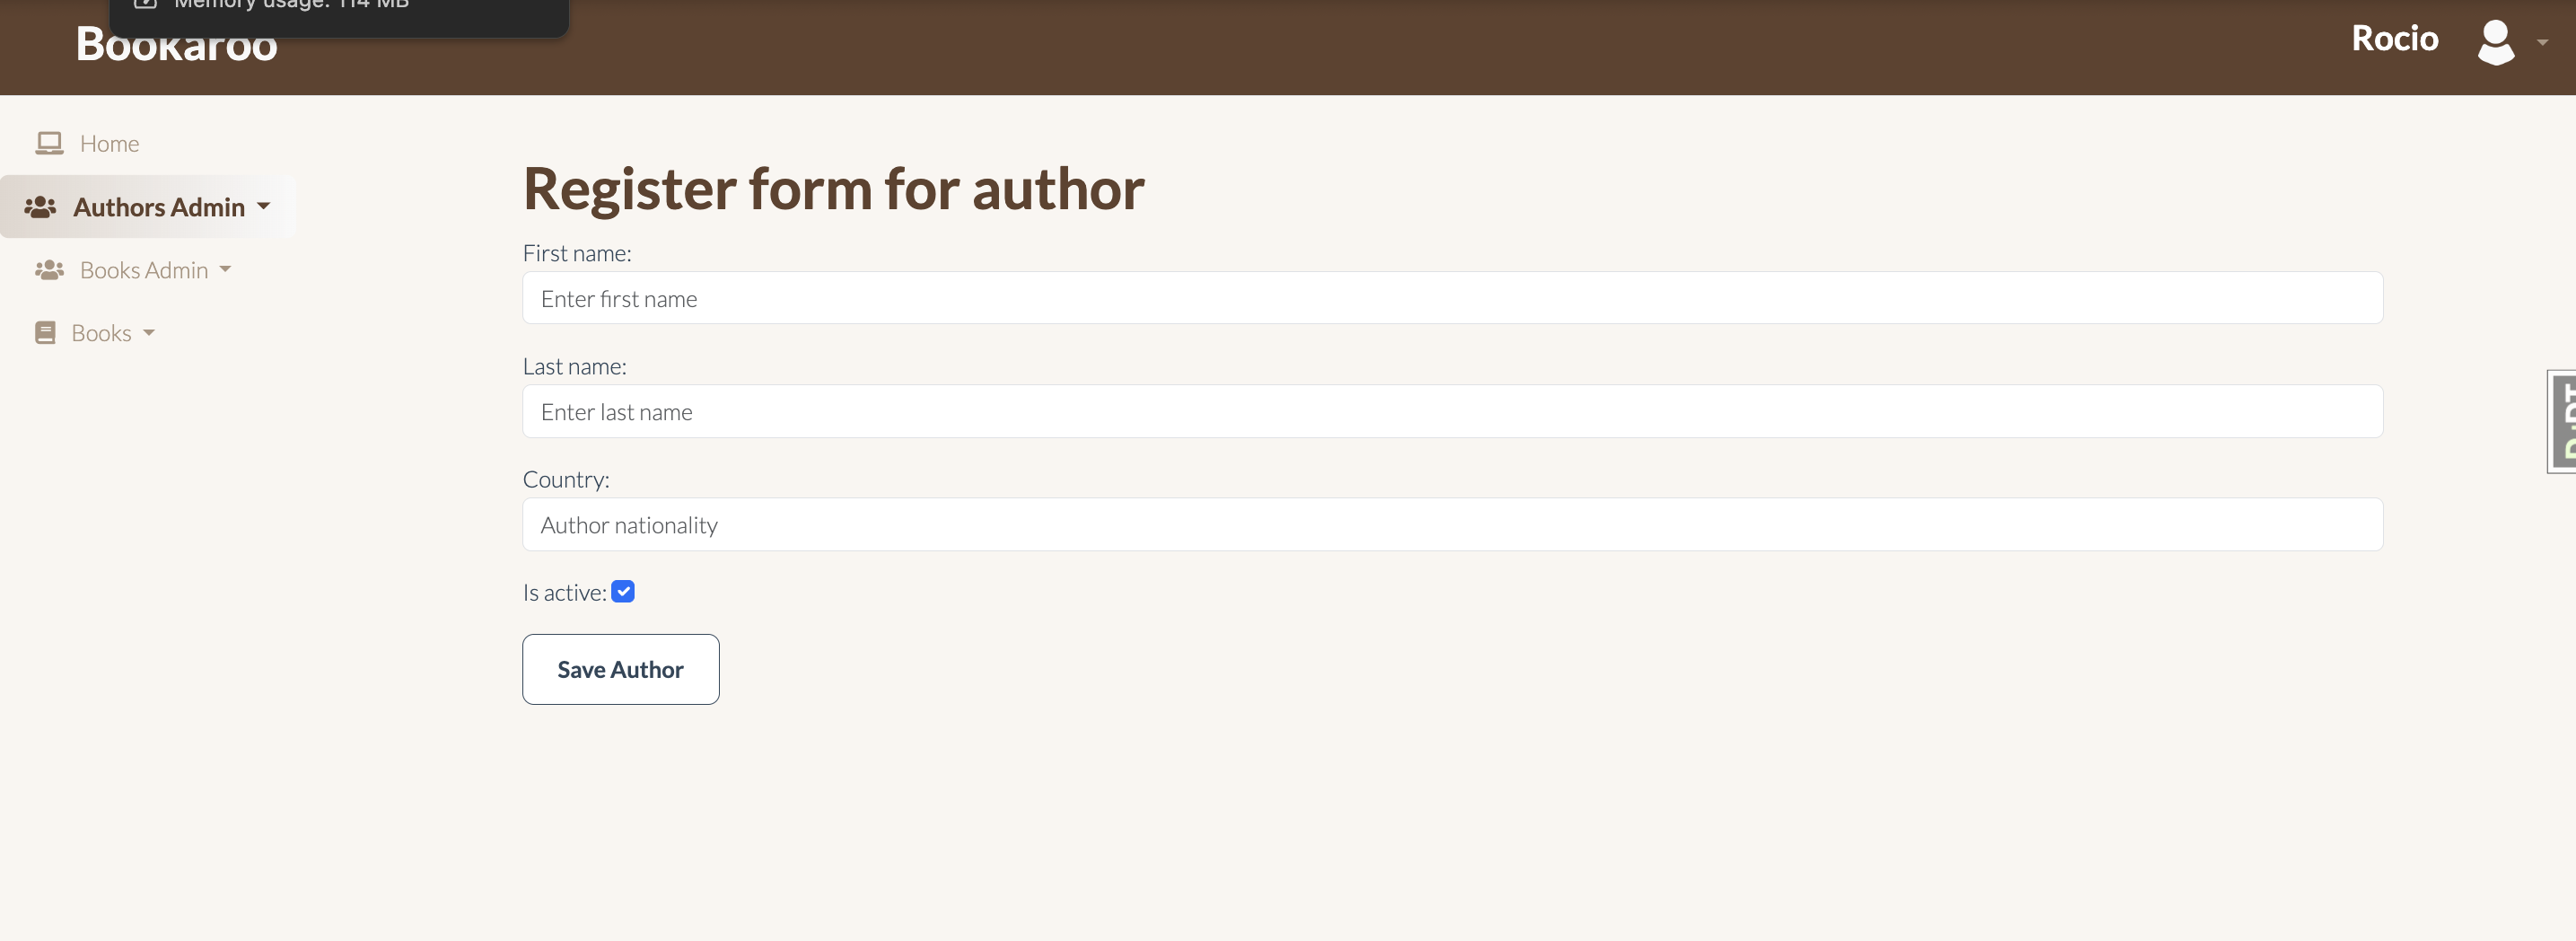 Memory usage: 114 MB
Bookaroo
Rocio
Home
Authors Admin
Books Admin
Books
Register form for author
First name:
Enter first name
Last name:
Enter last name
Country:
Author nationality
Is active:
Save Author
DjDT